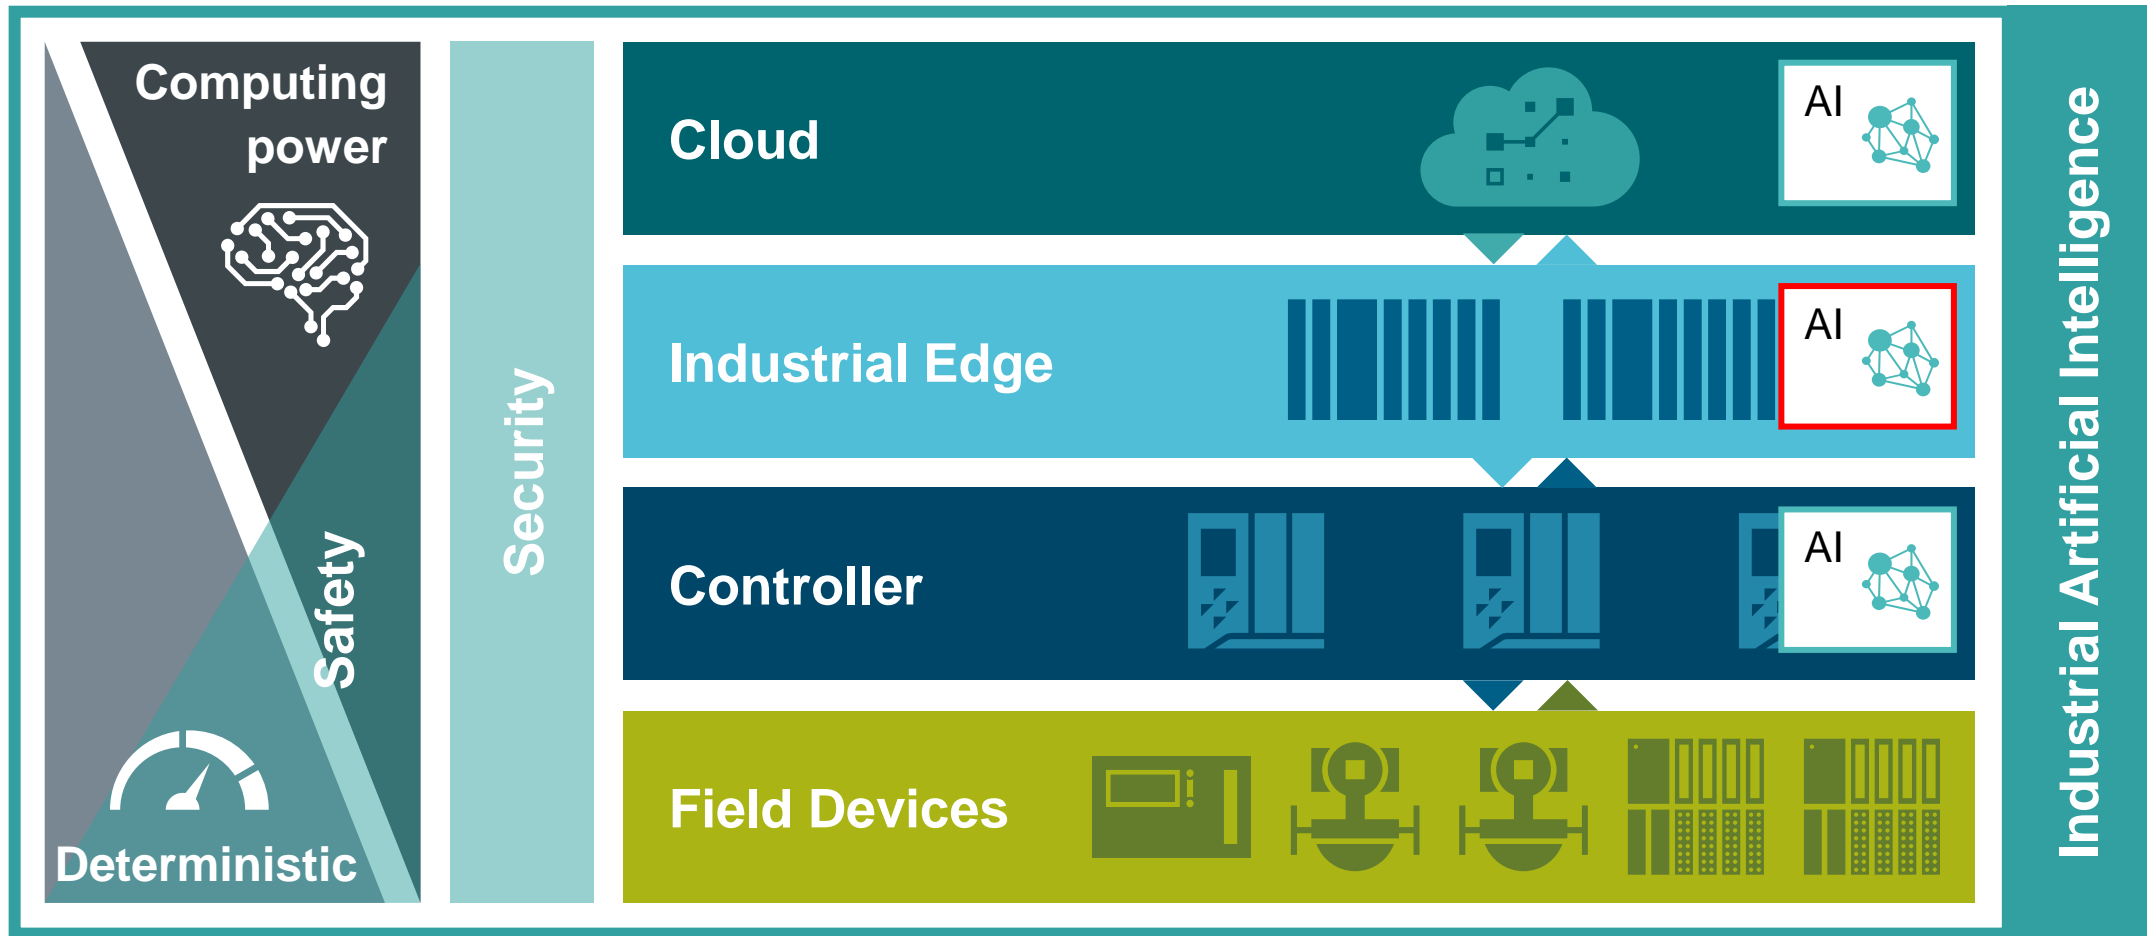 Computing
power
Safety
Deterministic
Security
Cloud
AI
Industrial Edge
AI
Controller
AI
Field Devices
Industrial Artificial Intelligence